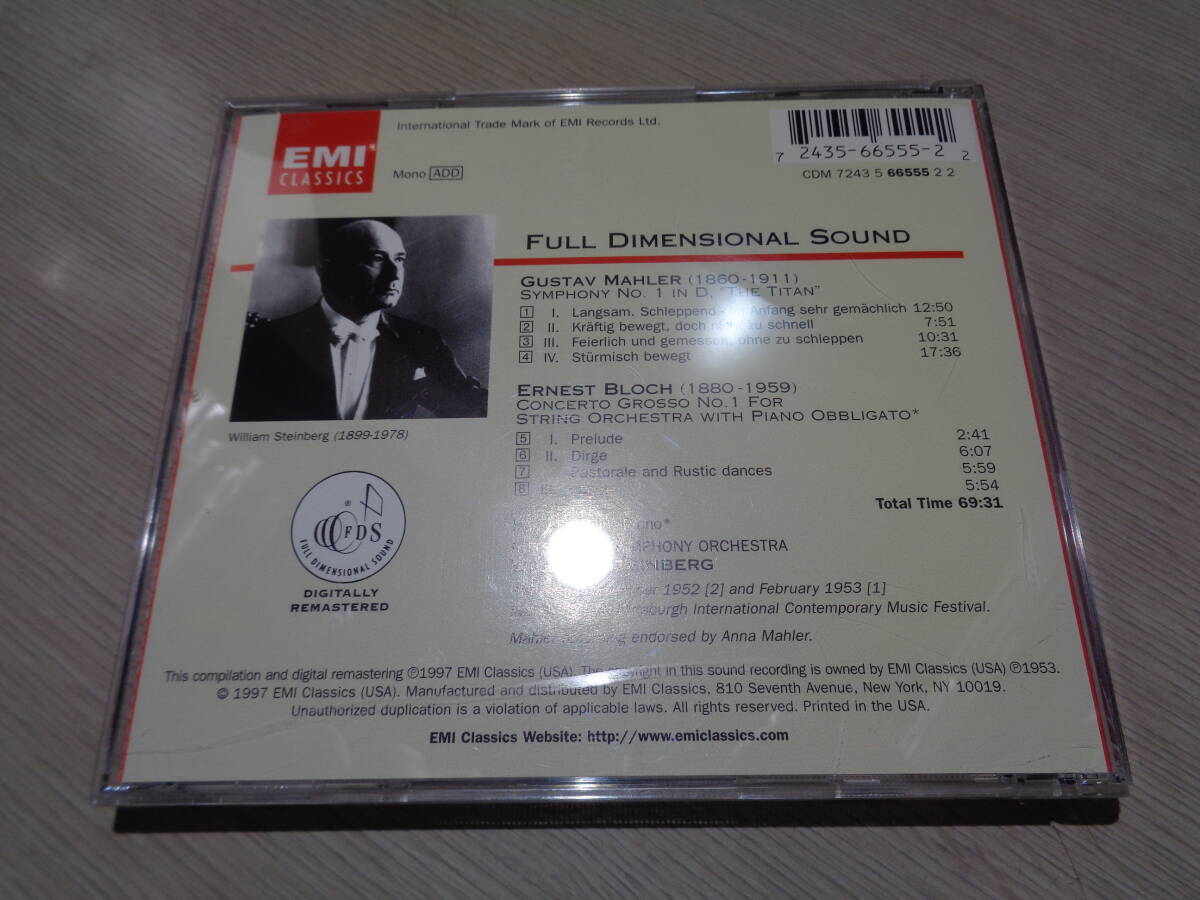 EMI
CLASSICS
International Trade Mark of EMI Records Ltd.
Mono ADD
7 2435-66555-2 2
CDM 7243 5 66555 2 2
FULL DIMENSIONAL SOUND
GUSTAV MAHLER (1860-1911)
SYMPHONY NO. 1 IN D, "THE TITAN"
1 I. Langsam. Schleppend - Im Anfang sehr gemächlich 12:50
2 II. Kräftig bewegt, doch nicht zu schnell 7:51
3 III. Feierlich und gemessen, ohne zu schleppen 10:31
4 IV. Stürmisch bewegt 17:36
ERNEST BLOCH (1880-1959)
CONCERTO GROSSO NO.1 FOR
STRING ORCHESTRA WITH PIANO OBBLIGATO*
5 I. Prelude 2:41
6 II. Dirge 6:07
7 Pastorale and Rustic dances 5:59
8 5:54
Total Time 69:31
William Steinberg (1899-1978)
® FDS
FULL DIMENSIONAL SOUND
DIGITALLY
REMASTERED
SYMPHONY ORCHESTRA
STEINBERG
1952 [2] and February 1953 [1]
Pittsburgh International Contemporary Music Festival.
Mahler recording endorsed by Anna Mahler.
This compilation and digital remastering ℗1997 EMI Classics (USA). The copyright in this sound recording is owned by EMI Classics (USA) ℗1953.
© 1997 EMI Classics (USA). Manufactured and distributed by EMI Classics, 810 Seventh Avenue, New York, NY 10019.
Unauthorized duplication is a violation of applicable laws. All rights reserved. Printed in the USA.
EMI Classics Website: http://www.emiclassics.com